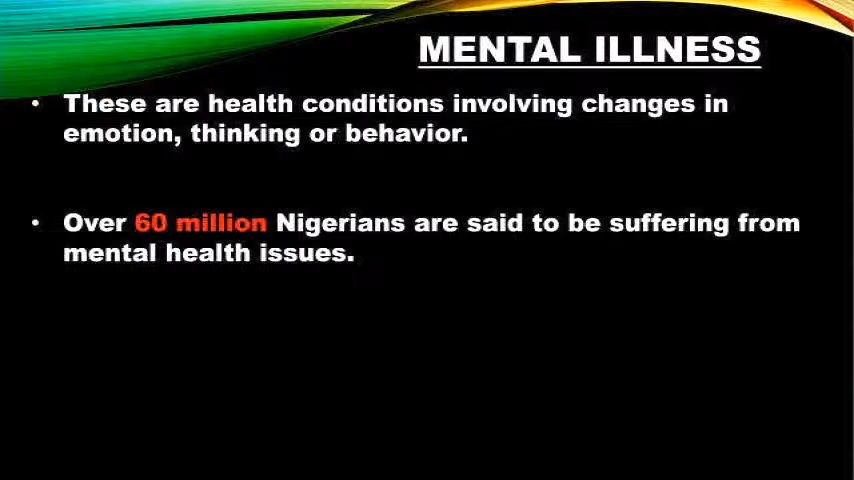 MENTAL ILLNESS
• These are health conditions involving changes in
emotion, thinking or behavior.
• Over 60 million Nigerians are said to be suffering from
mental health issues.